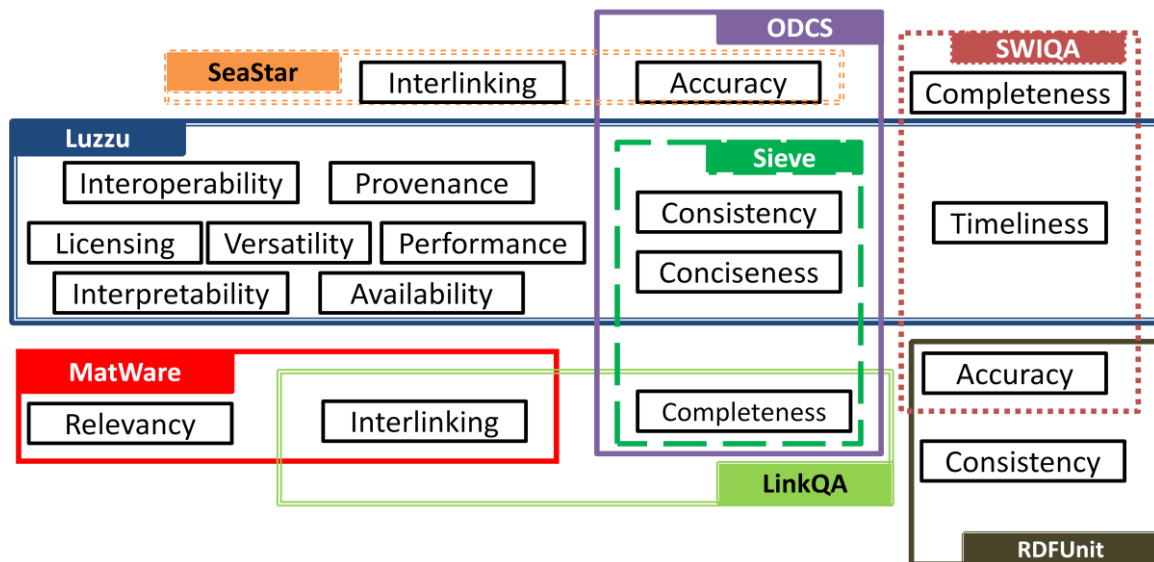 ODCS
SWIQA
SeaStar
Interlinking
Accuracy
Completeness
Luzzu
Sieve
Interoperability
Provenance
Consistency
Timeliness
Licensing
Versatility
Performance
Conciseness
Interpretability
Availability
MatWare
Accuracy
Relevancy
Interlinking
Completeness
Consistency
LinkQA
RDFUnit